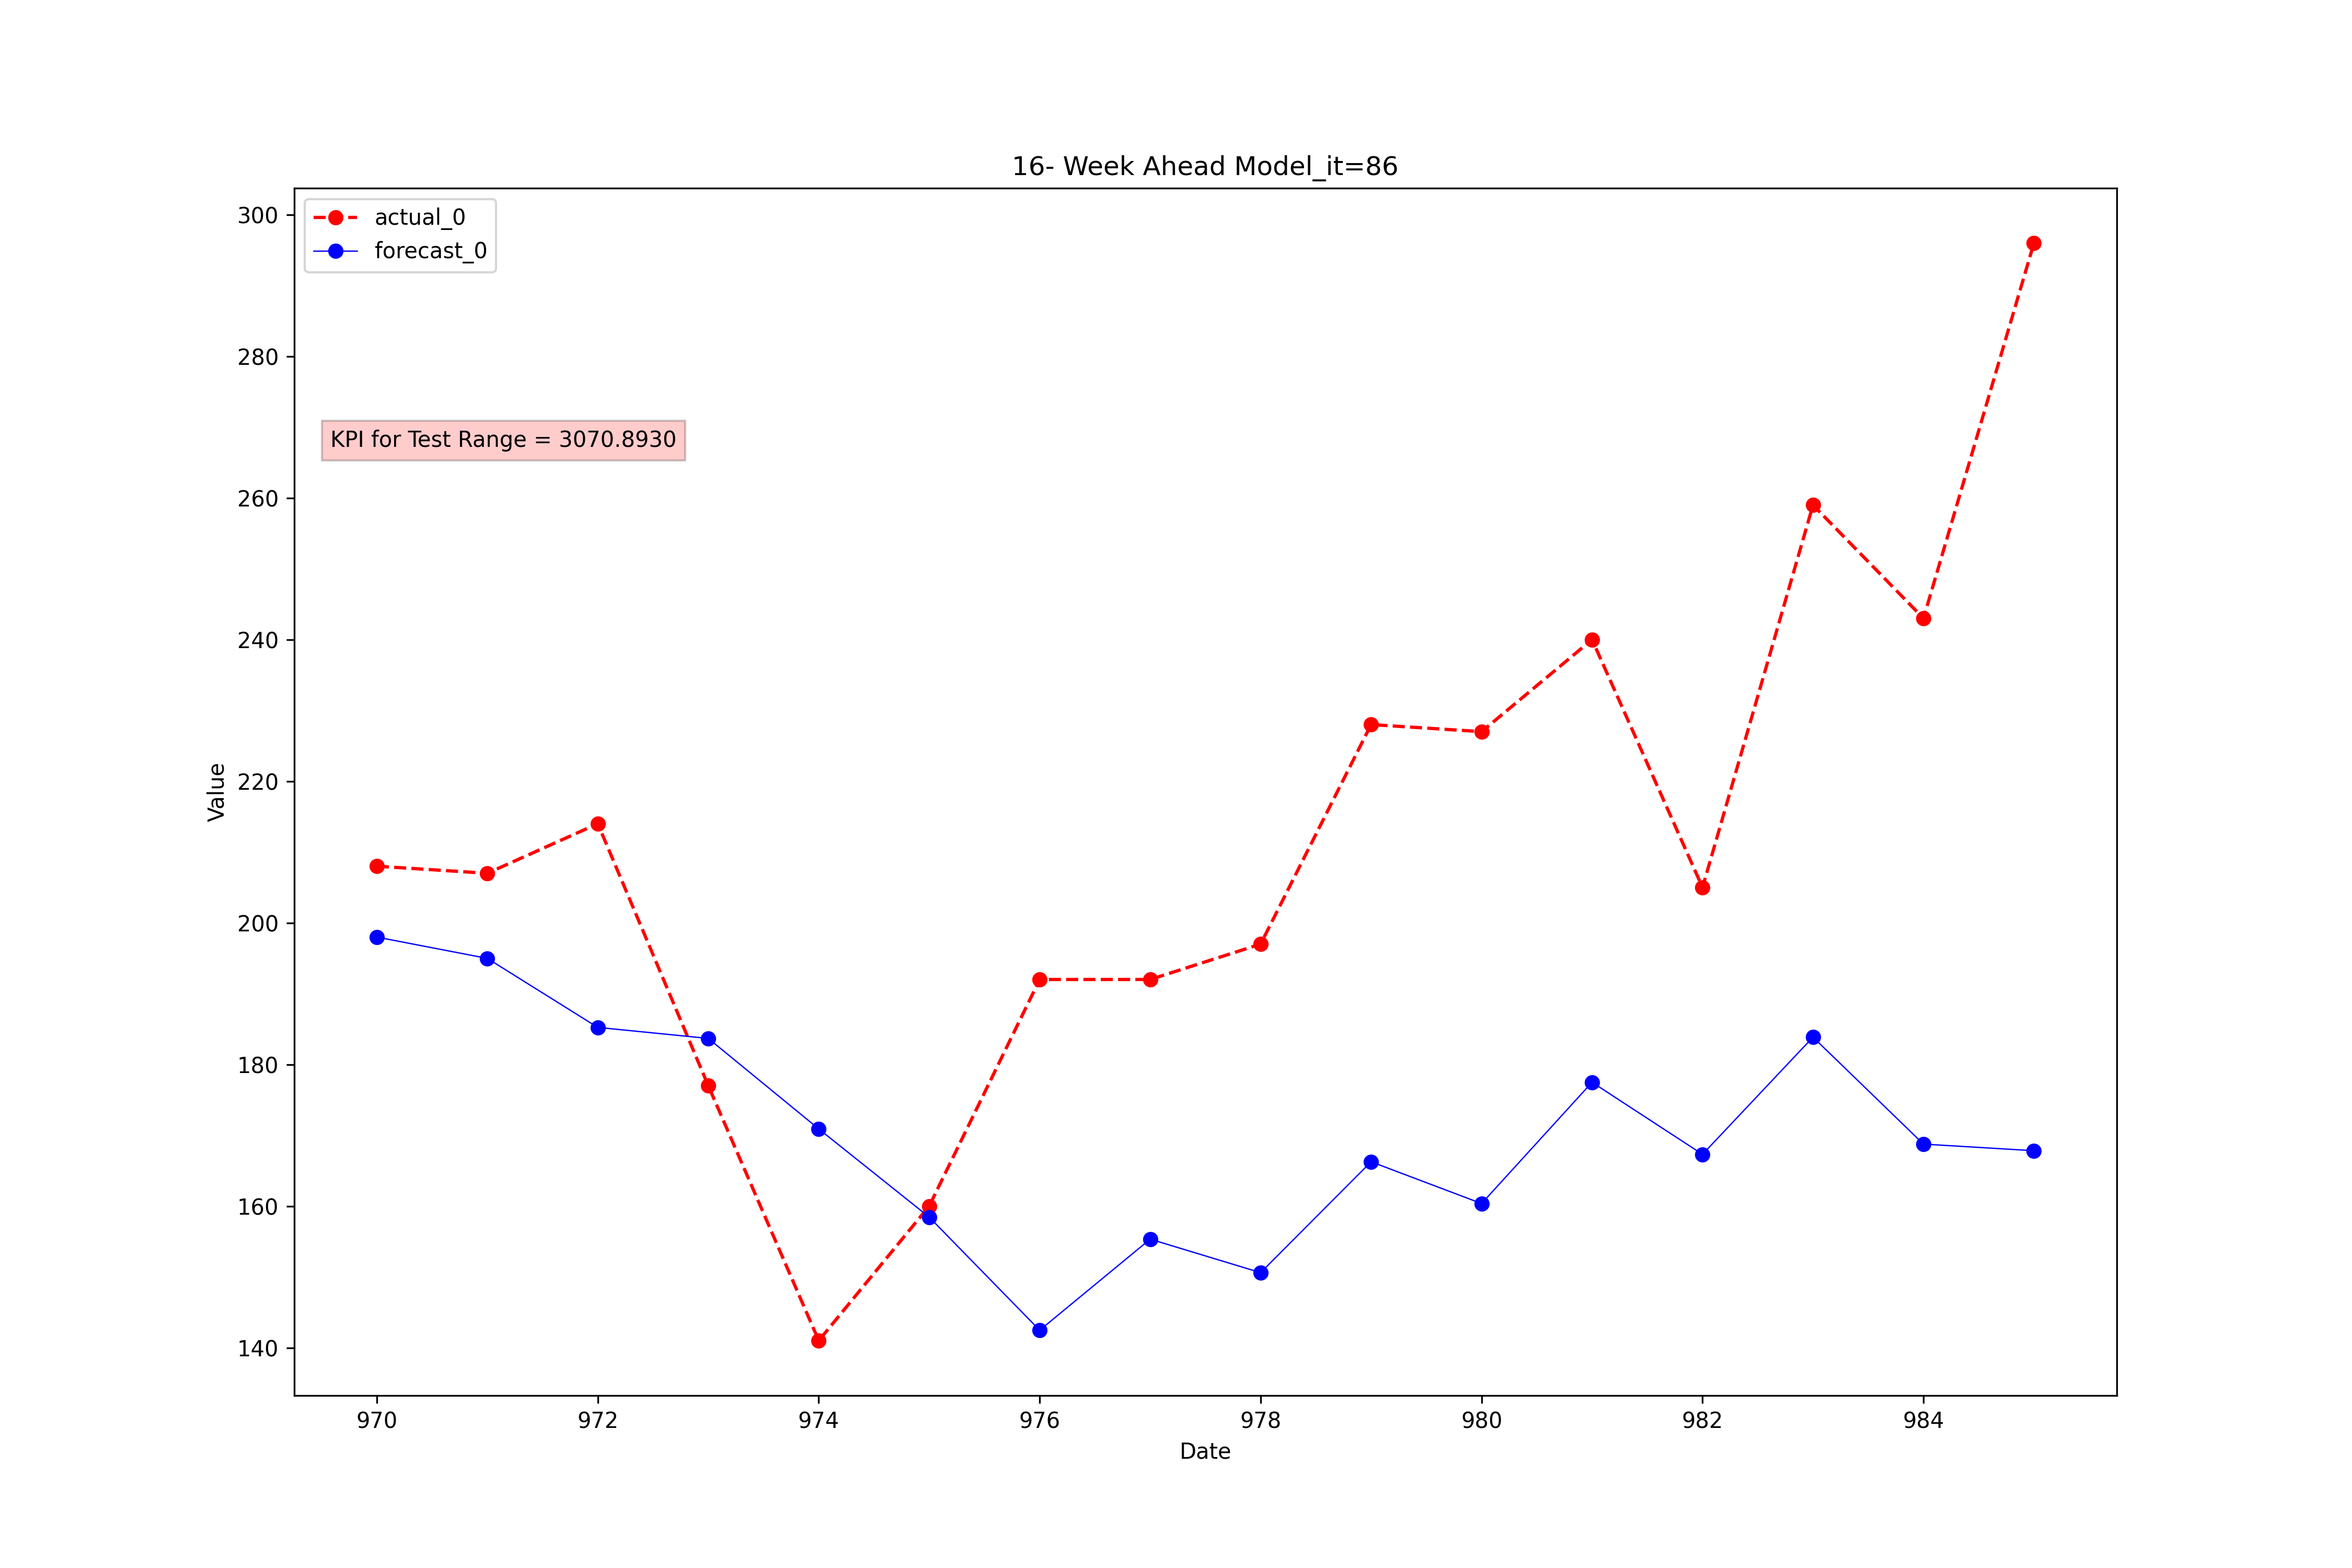 16- Week Ahead Model_it=86
actual_0
forecast_0
KPI for Test Range = 3070.8930
300
280
260
240
220
200
180
160
140
Value
970 972 974 976 978 980 982 984
Date